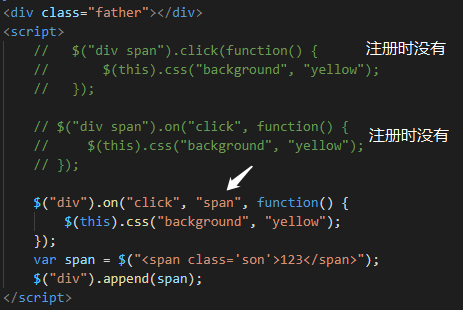 <div class="father"></div>
<script>
//   $("div span").click(function() { 注册时没有
//      $(this).css("background", "yellow");
//   });
// $("div span").on("click", function() { 注册时没有
//    $(this).css("background", "yellow");
// });
$("div").on("click", "span", function() {
$(this).css("background", "yellow");
});
var span = $("<span class='son'>123</span>");
$("div").append(span);
</script>